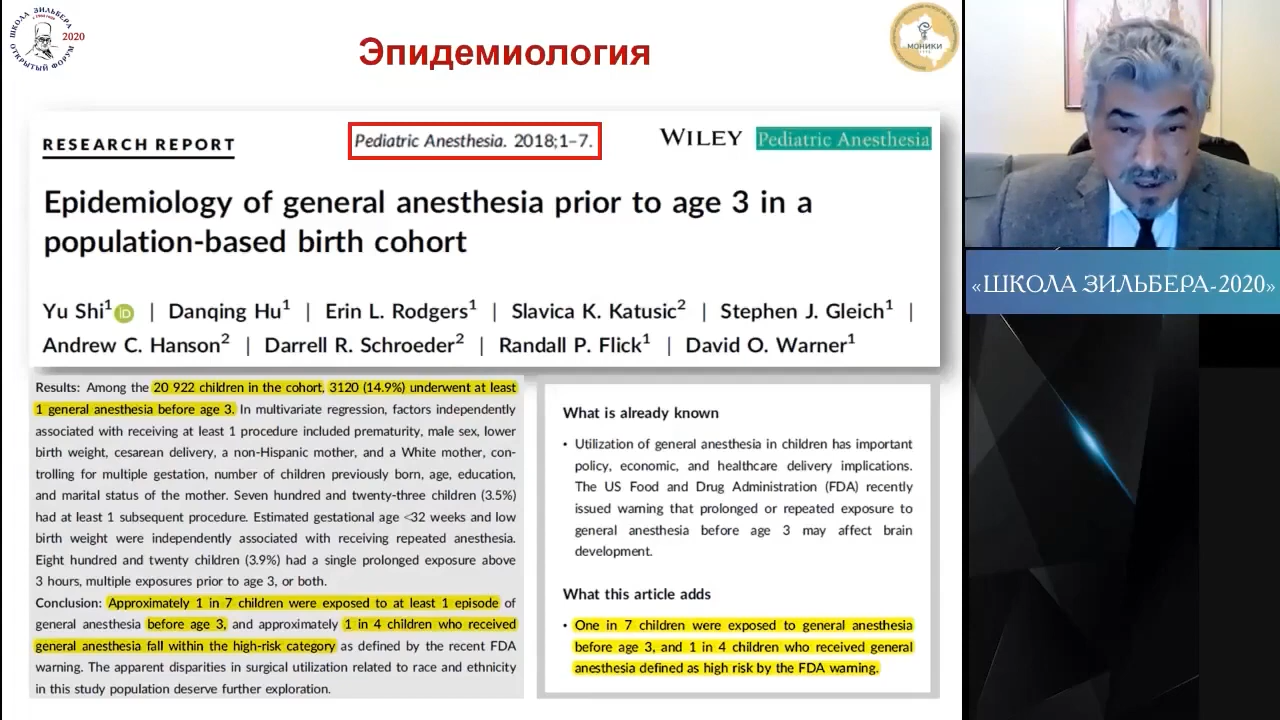 ШКОЛА ЗИЛЬБЕРА
ОТКРЫТЫЙ ФОРУМ
2020
Эпидемиология
МОНИКИ
RESEARCH REPORT
Pediatric Anesthesia. 2018;1–7.
WILEY Pediatric Anesthesia
Epidemiology of general anesthesia prior to age 3 in a
population-based birth cohort
Yu Shi1 iD | Danqing Hu1 | Erin L. Rodgers1 | Slavica K. Katusic2 | Stephen J. Gleich1 |
Andrew C. Hanson2 | Darrell R. Schroeder2 | Randall P. Flick1 | David O. Warner1
Results: Among the 20 922 children in the cohort, 3120 (14.9%) underwent at least
1 general anesthesia before age 3. In multivariate regression, factors independently
associated with receiving at least 1 procedure included prematurity, male sex, lower
birth weight, cesarean delivery, a non-Hispanic mother, and a White mother, con-
trolling for multiple gestation, number of children previously born, age, education,
and marital status of the mother. Seven hundred and twenty-three children (3.5%)
had at least 1 subsequent procedure. Estimated gestational age <32 weeks and low
birth weight were independently associated with receiving repeated anesthesia.
Eight hundred and twenty children (3.9%) had a single prolonged exposure above
3 hours, multiple exposures prior to age 3, or both.
Conclusion: Approximately 1 in 7 children were exposed to at least 1 episode of
general anesthesia before age 3, and approximately 1 in 4 children who received
general anesthesia fall within the high-risk category as defined by the recent FDA
warning. The apparent disparities in surgical utilization related to race and ethnicity
in this study population deserve further exploration.
What is already known
• Utilization of general anesthesia in children has important
policy, economic, and healthcare delivery implications.
The US Food and Drug Administration (FDA) recently
issued warning that prolonged or repeated exposure to
general anesthesia before age 3 may affect brain
development.
What this article adds
• One in 7 children were exposed to general anesthesia
before age 3, and 1 in 4 children who received general
anesthesia defined as high risk by the FDA warning.
«ШКОЛА ЗИЛЬБЕРА-2020»